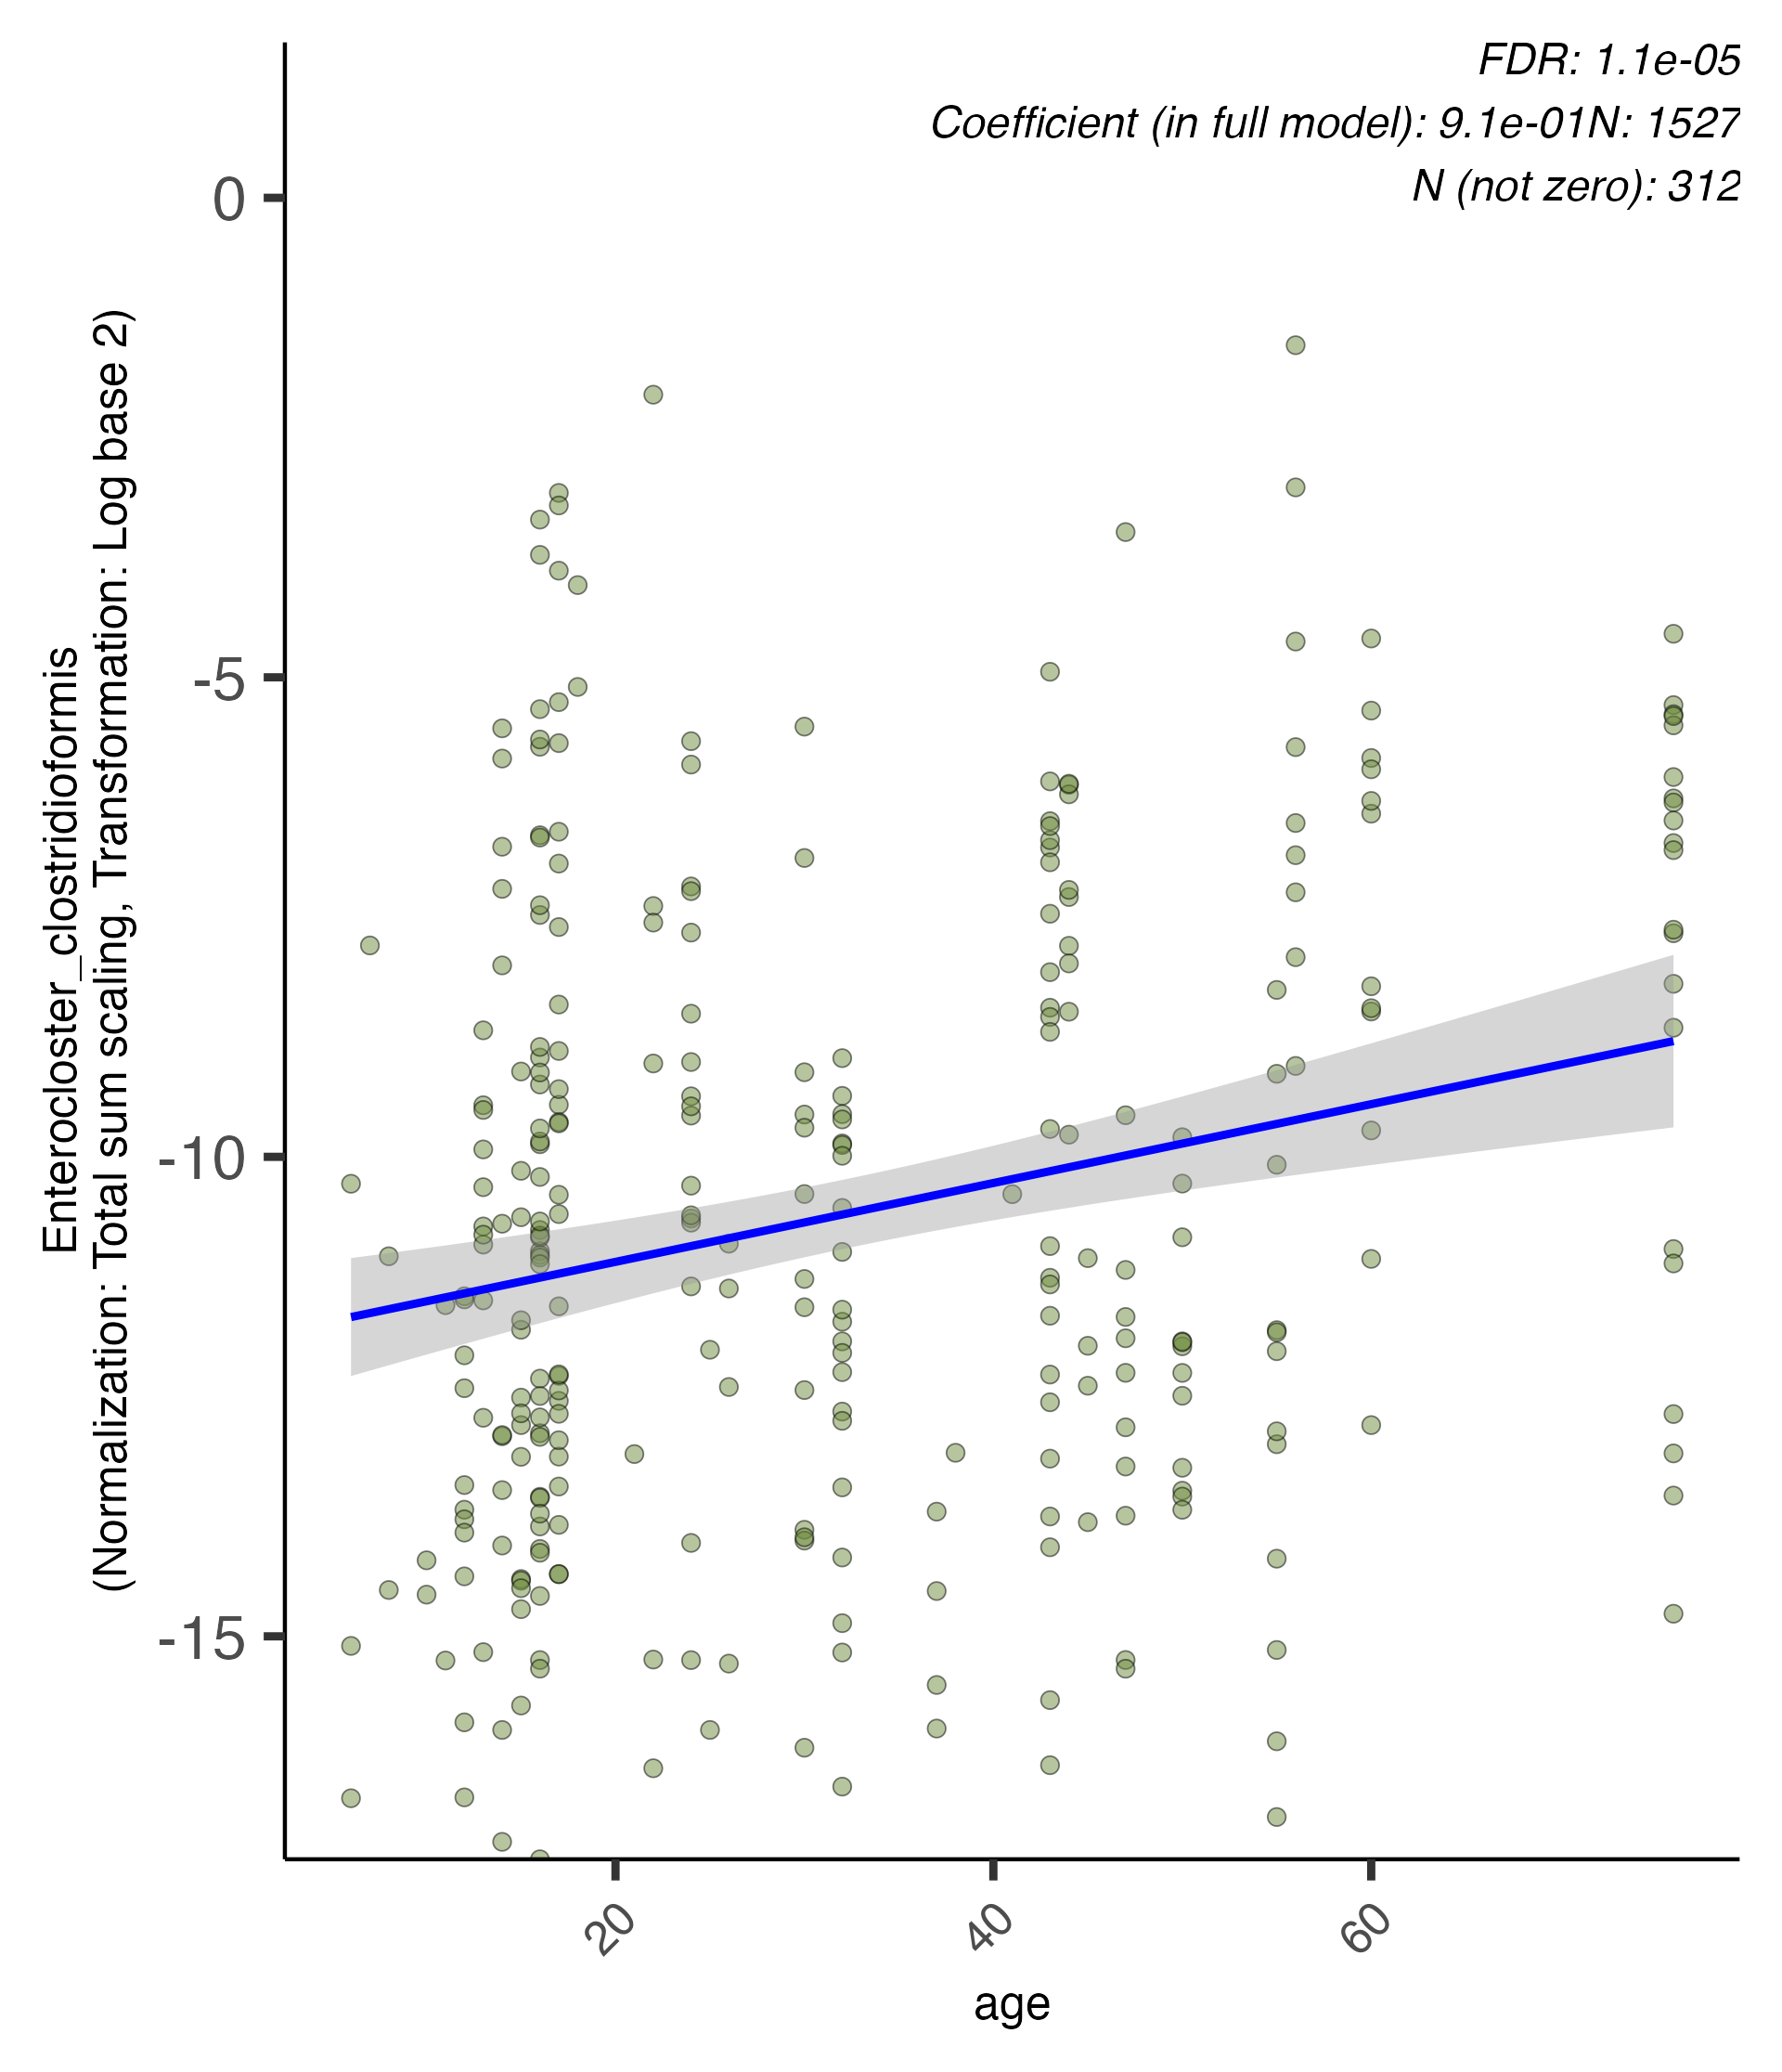 FDR: 1.1e-05
Coefficient (in full model): 9.1e-01N: 1527
N (not zero): 312
Enterocloster_clostridioformis
(Normalization: Total sum scaling, Transformation: Log base 2)
0
-5
-10
-15
20
40
60
age